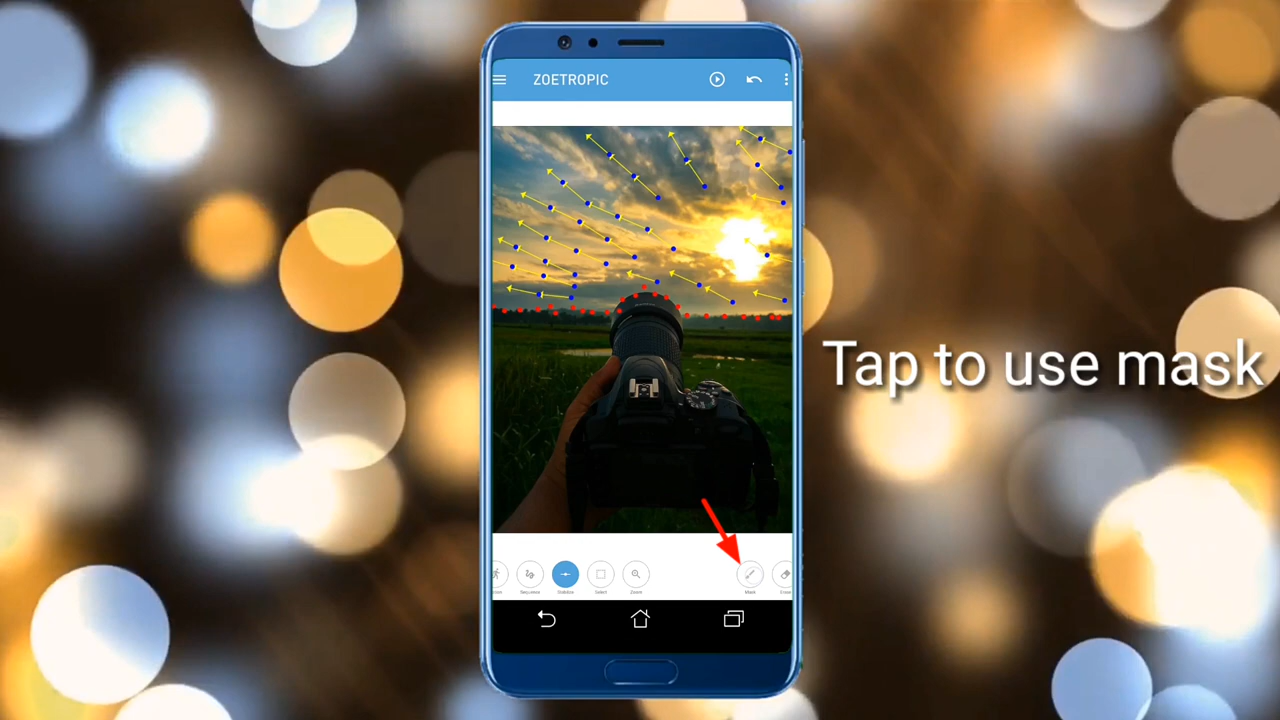 ZOETROPIC
Tap to use mask
Sequence
Stabilize
Select
Zoom
Mask